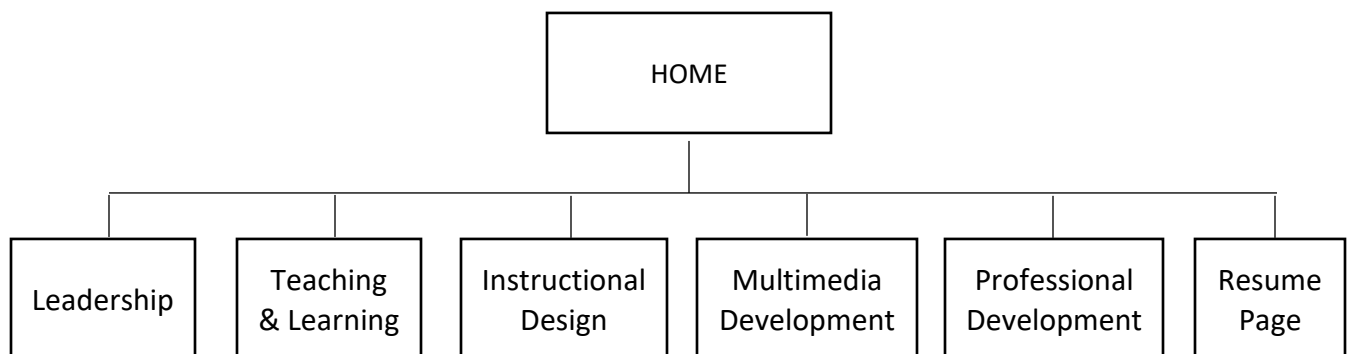 HOME
Leadership
Teaching
& Learning
Instructional
Design
Multimedia
Development
Professional
Development
Resume
Page